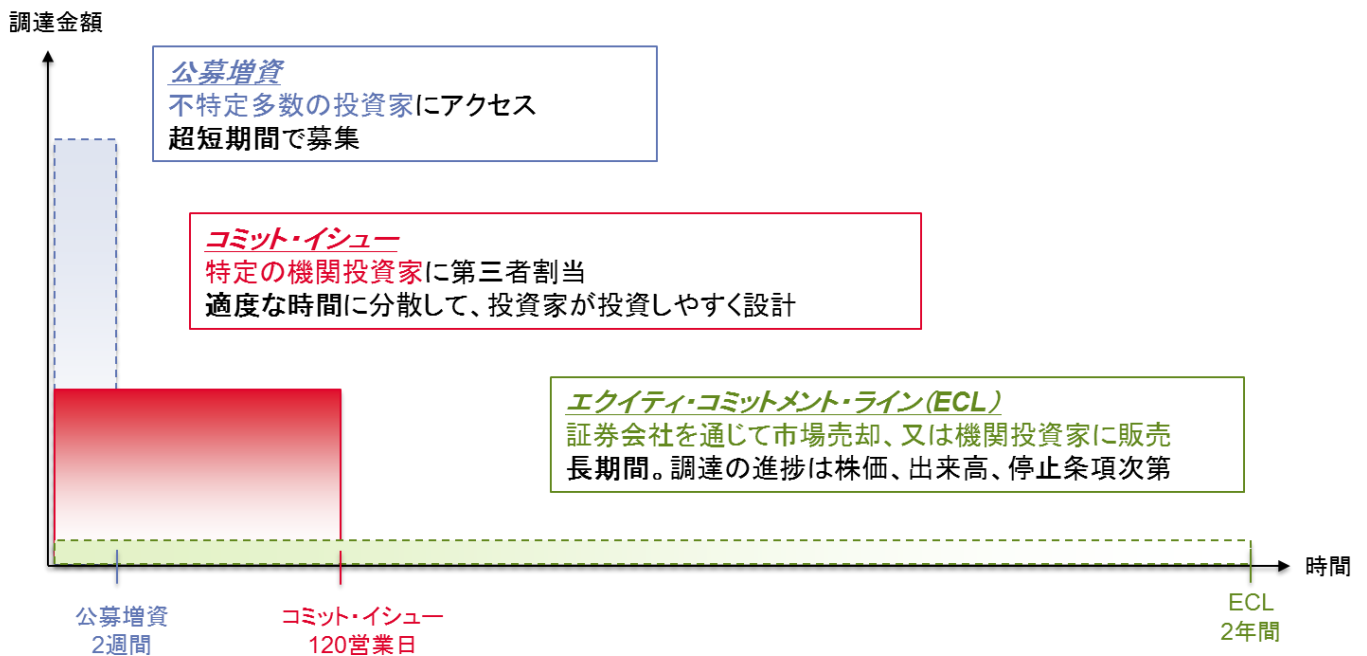 調達金額
公募増資
不特定多数の投資家にアクセス
超短期間で募集
コミット・イシュー
特定の機関投資家に第三者割当
適度な時間に分散して、投資家が投資しやすく設計
エクイティ・コミットメント・ライン(ECL)
証券会社を通じて市場売却、又は機関投資家に販売
長期間。調達の進捗は株価、出来高、停止条項次第
時間
公募増資
2週間
コミット・イシュー
120営業日
ECL
2年間